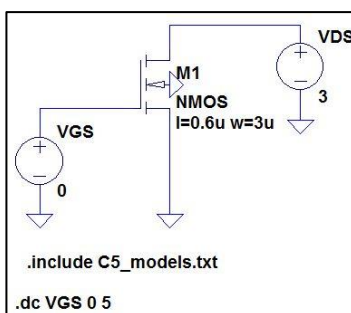 VDS
M1
NMOS
l=0.6u w=3u
3
VGS
0
.include C5_models.txt
.dc VGS 0 5